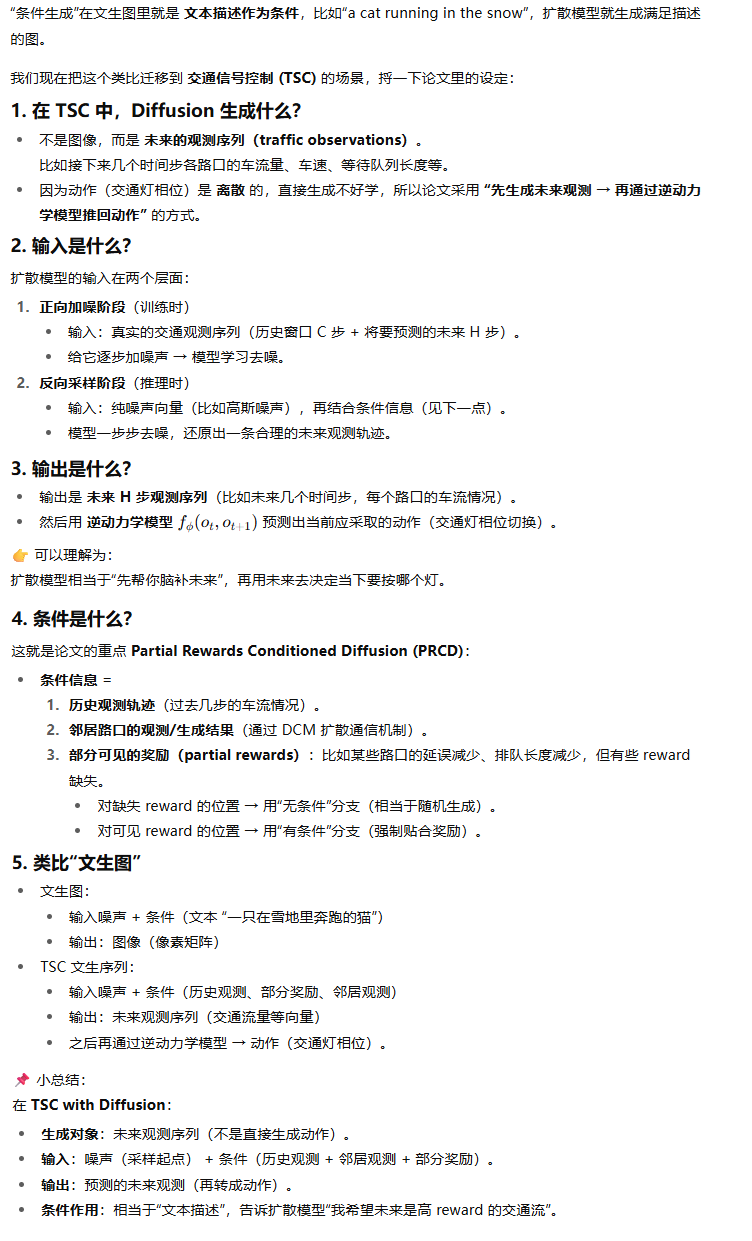 “条件生成”在文生图里就是 文本描述作为条件，比如“a cat running in the snow”，扩散模型就生成满足描述
的图。
我们现在把这个类比迁移到 交通信号控制 (TSC) 的场景，捋一下论文里的设定：
1. 在 TSC 中，Diffusion 生成什么？
• 不是图像，而是 未来的观测序列（traffic observations）。
比如接下来几个时间步各路口的车流量、车速、等待队列长度等。
• 因为动作（交通灯相位）是 离散 的，直接生成不好学，所以论文采用 “先生成未来观测 → 再通过逆动力
学模型推回动作” 的方式。
2. 输入是什么？
扩散模型的输入在两个层面：
1. 正向加噪阶段（训练时）
• 输入：真实的交通观测序列（历史窗口 C 步 + 将要预测的未来 H 步）。
• 给它逐步加噪声 → 模型学习去噪。
2. 反向采样阶段（推理时）
• 输入：纯噪声向量（比如高斯噪声），再结合条件信息（见下一点）。
• 模型一步步去噪，还原出一条合理的未来观测轨迹。
3. 输出是什么？
• 输出是 未来 H 步观测序列（比如未来几个时间步，每个路口的车流情况）。
• 然后用 逆动力学模型 f_ϕ(o_t, o_{t+1}) 预测出当前应采取的动作（交通灯相位切换）。
👉 可以理解为：
扩散模型相当于“先帮你脑补未来”，再用未来去决定当下要按哪个灯。
4. 条件是什么？
这就是论文的重点 Partial Rewards Conditioned Diffusion (PRCD)：
• 条件信息 =
1. 历史观测轨迹（过去几步的车流情况）。
2. 邻居路口的观测/生成结果（通过 DCM 扩散通信机制）。
3. 部分可见的奖励（partial rewards）：比如某些路口的延误减少、排队长度减少，但有些 reward
缺失。
• 对缺失 reward 的位置 → 用“无条件”分支（相当于随机生成）。
• 对可见 reward 的位置 → 用“有条件”分支（强制贴合奖励）。
5. 类比“文生图”
• 文生图：
• 输入噪声 + 条件（文本 “一只在雪地里奔跑的猫”）
• 输出：图像（像素矩阵）
• TSC 文生序列：
• 输入噪声 + 条件（历史观测、部分奖励、邻居观测）
• 输出：未来观测序列（交通流量等向量）
• 之后再通过逆动力学模型 → 动作（交通灯相位）。
📌 小总结：
在 TSC with Diffusion：
• 生成对象：未来观测序列（不是直接生成动作）。
• 输入：噪声（采样起点） + 条件（历史观测 + 邻居观测 + 部分奖励）。
• 输出：预测的未来观测（再转成动作）。
• 条件作用：相当于“文本描述”，告诉扩散模型“我希望未来是高 reward 的交通流”。